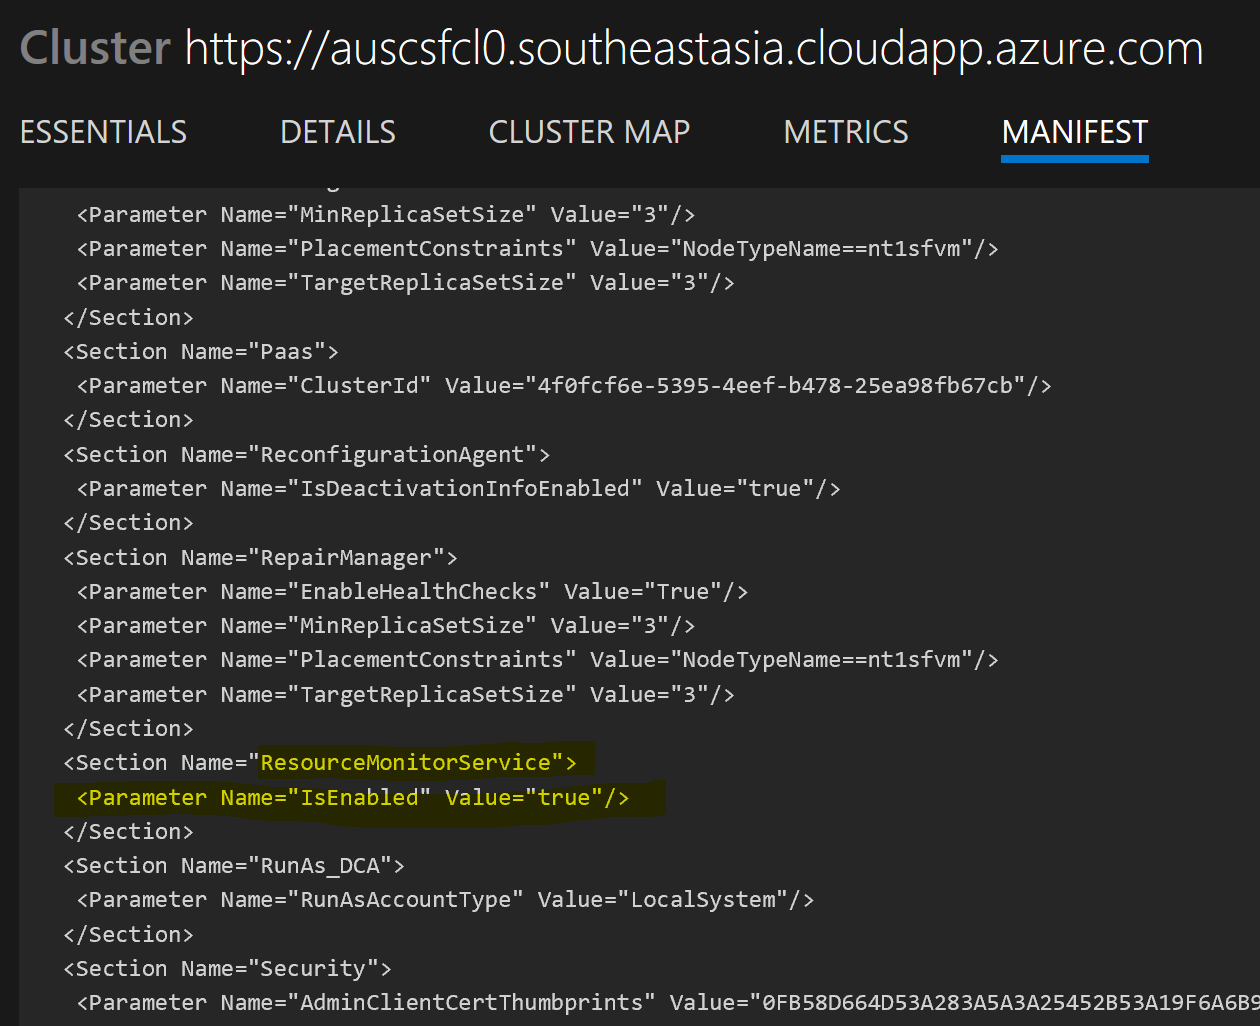 Cluster https://auscsfcl0.southeastasia.cloudapp.azure.com
ESSENTIALS DETAILS CLUSTER MAP METRICS MANIFEST
<Parameter Name="MinReplicaSetSize" Value="3"/>
<Parameter Name="PlacementConstraints" Value="NodeTypeName==nt1sfvm"/>
<Parameter Name="TargetReplicaSetSize" Value="3"/>
</Section>
<Section Name="Paas">
<Parameter Name="ClusterId" Value="4f0fcf6e-5395-4eef-b478-25ea98fb67cb"/>
</Section>
<Section Name="ReconfigurationAgent">
<Parameter Name="IsDeactivationInfoEnabled" Value="true"/>
</Section>
<Section Name="RepairManager">
<Parameter Name="EnableHealthChecks" Value="True"/>
<Parameter Name="MinReplicaSetSize" Value="3"/>
<Parameter Name="PlacementConstraints" Value="NodeTypeName==nt1sfvm"/>
<Parameter Name="TargetReplicaSetSize" Value="3"/>
</Section>
<Section Name="ResourceMonitorService">
<Parameter Name="IsEnabled" Value="true"/>
</Section>
<Section Name="RunAs_DCA">
<Parameter Name="RunAsAccountType" Value="LocalSystem"/>
</Section>
<Section Name="Security">
<Parameter Name="AdminClientCertThumbprints" Value="0FB58D664D53A283A5A3A25452B53A19F6A6B9